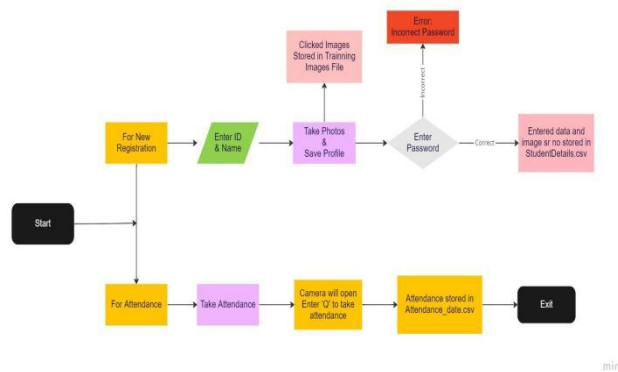 Error:
Incorrect Password
Clicked Images
Stored in Trainning
Images File
Incorrect
For New
Registration
Enter ID
& Name
Take Photos
&
Save Profile
Enter
Password
Correct
Entered data and
image sr no stored in
StudentDetails.csv
Start
For Attendance
Take Attendance
Camera will open
Enter 'Q' to take
attendance
Attendance stored in
Attendance_date.csv
Exit
mir